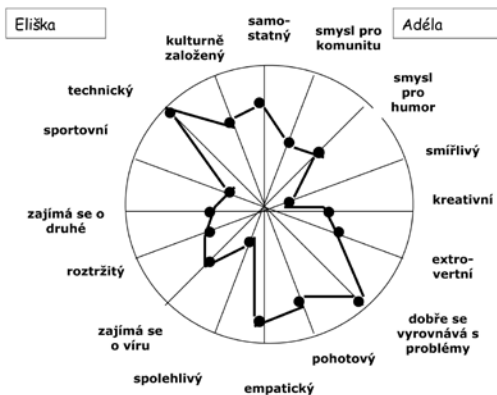 Eliška
Adéla
samo-
statný
smysl pro
komunitu
smysl
pro
humor
smířlivý
kreativní
extro-
vertní
dobře se
vyrovnává s
problémy
pohotový
empatický
spolehlivý
zajímá se
o víru
roztržitý
zajímá se o
druhé
sportovní
technický
kulturně
založený